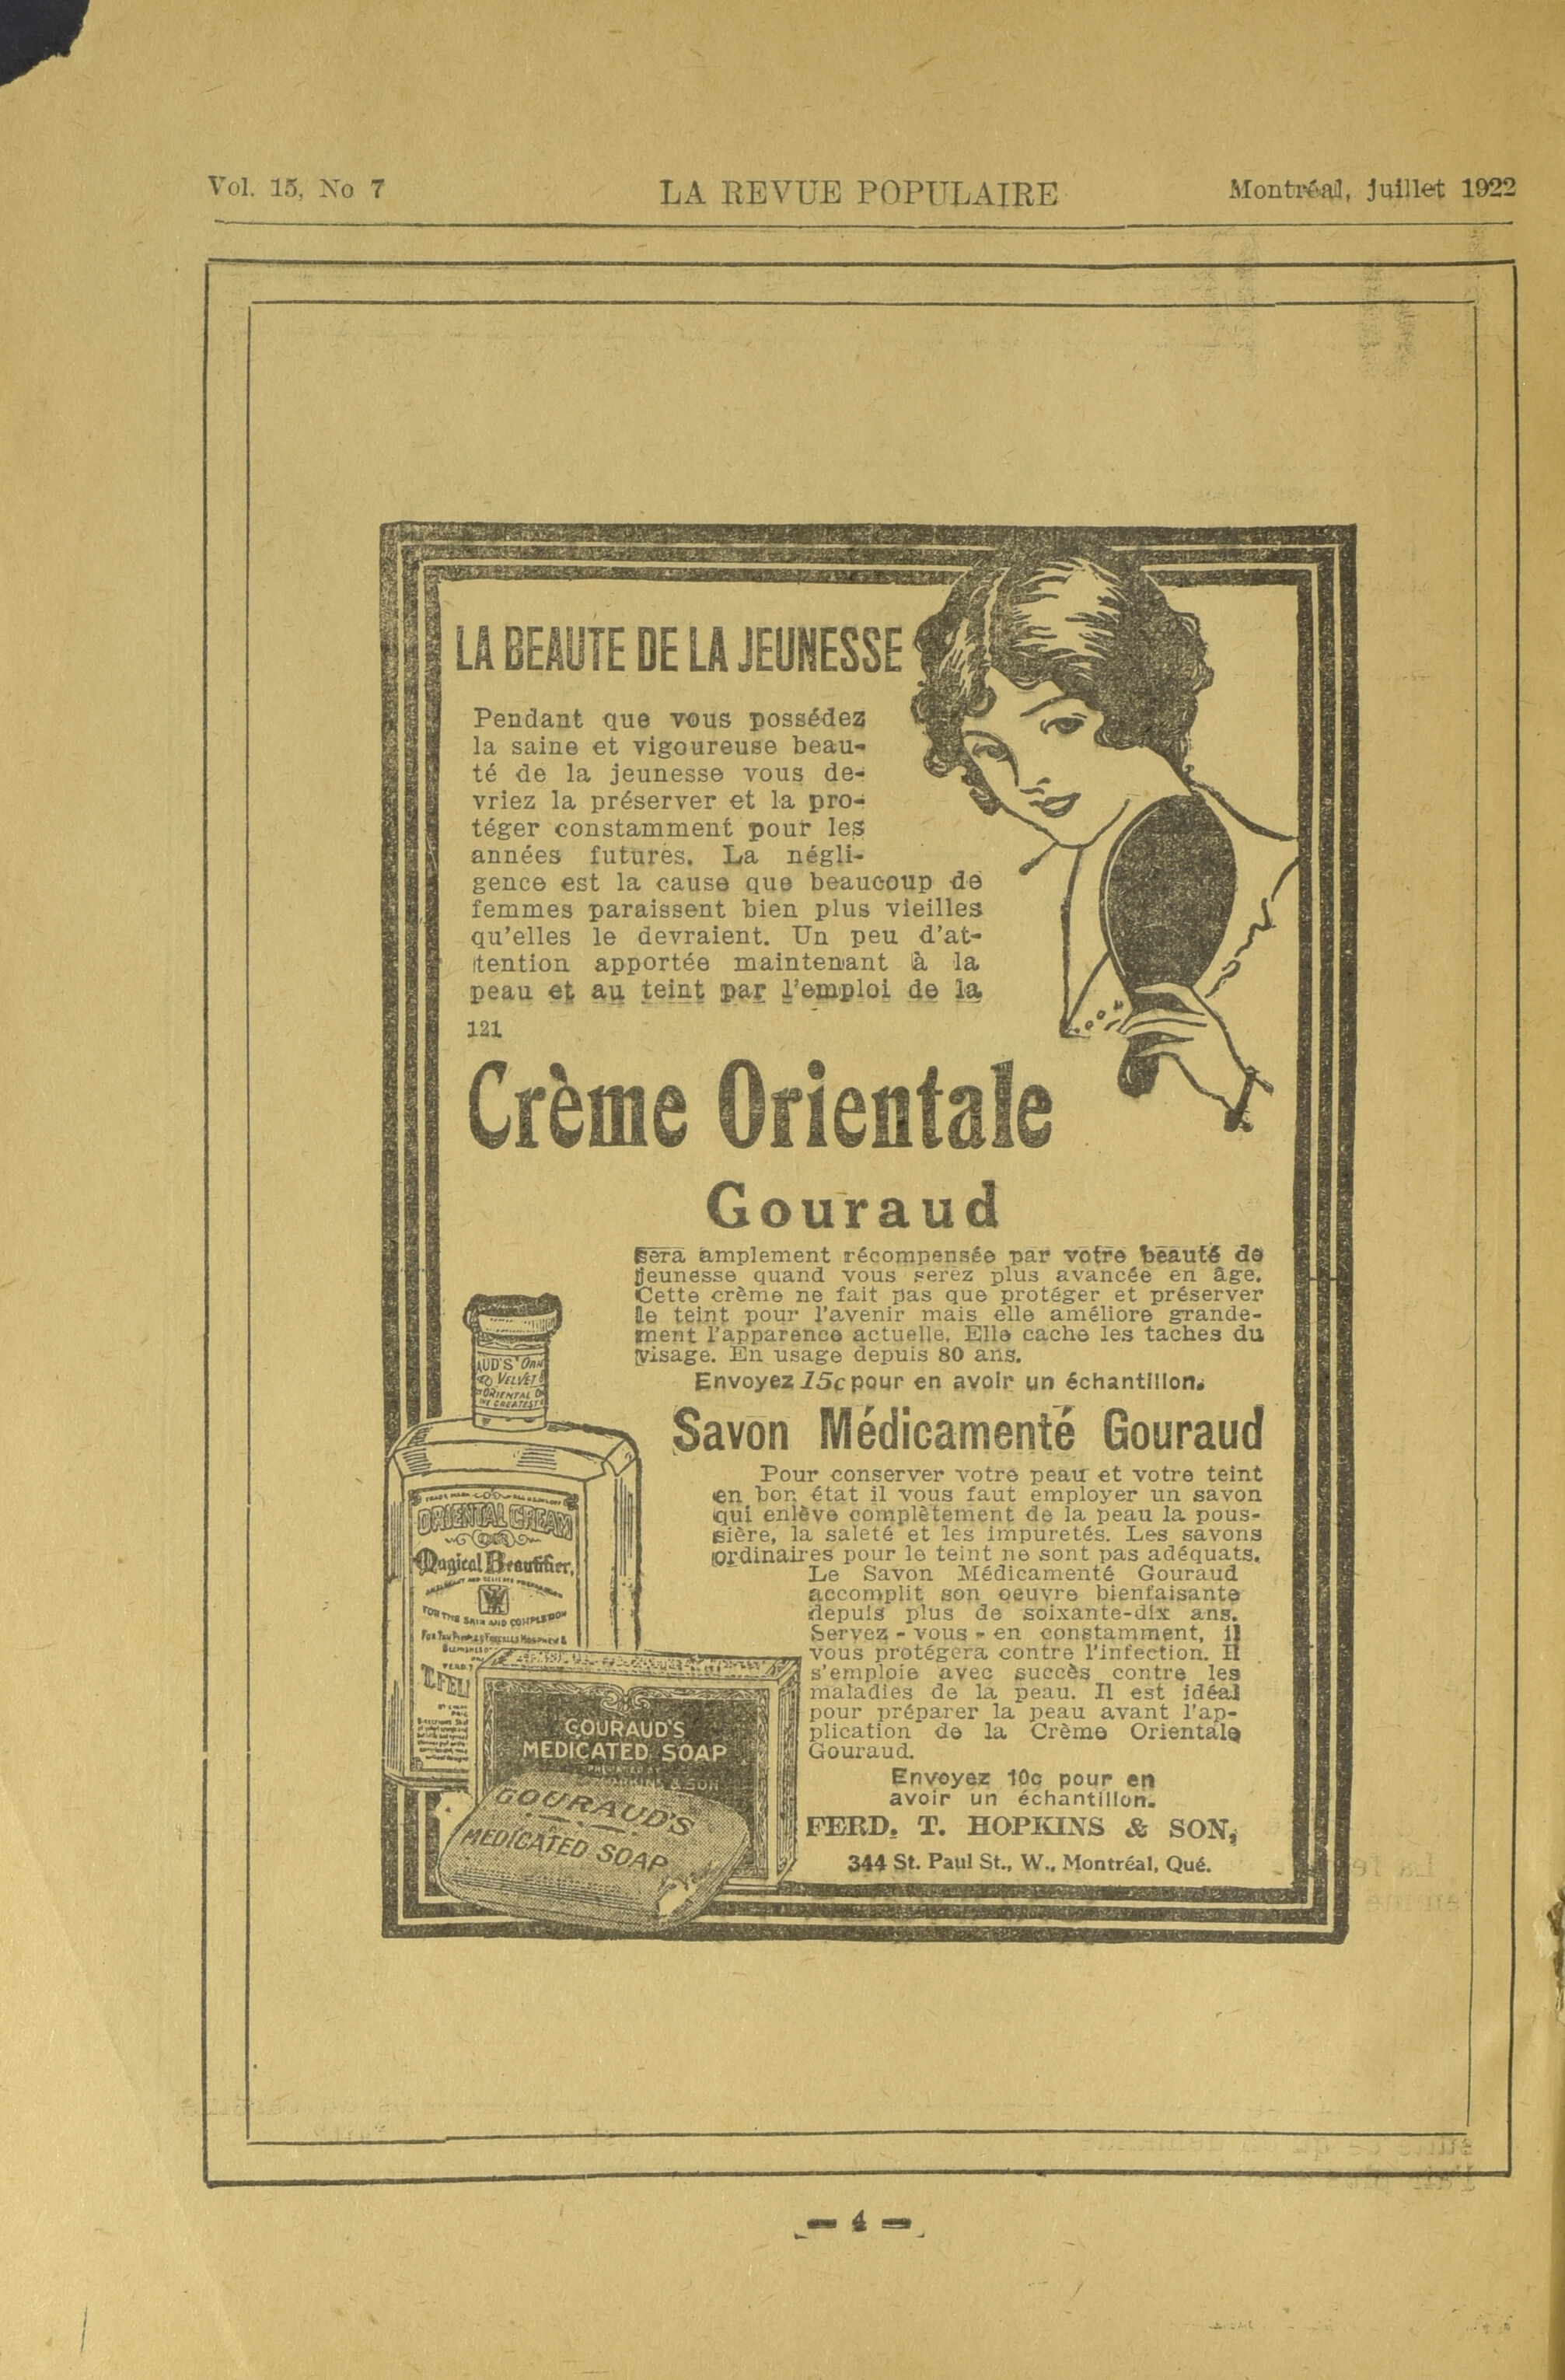 Vol. 15, No 7
LA REVUE POPULAIRE
Montréal, juillet 1922
LA BEAUTE DE LA JEUNESSE
Pendant que vous possédez
la saine et vigoureuse beau-
té de la jeunesse vous de-
vriez la préserver et la pro-
téger constamment pour les
années futures. La négli-
gence est la cause que beaucoup de
femmes paraissent bien plus vieilles
qu'elles le devraient. Un peu d'at-
tention apportée maintenant à la
peau et au teint par l'emploi de la
121
Crème Orientale
Gouraud
sera amplement récompensée par votre beauté de
jeunesse quand vous serez plus avancée en âge.
Cette crème ne fait pas que protéger et préserver
le teint pour l'avenir mais elle améliore grande-
ment l'apparence actuelle. Elle cache les taches du
visage. En usage depuis 80 ans.
Envoyez 15c pour en avoir un échantillon.
Savon Médicamenté Gouraud
Pour conserver votre peau et votre teint
en bon état il vous faut employer un savon
qui enlève complètement de la peau la pous-
sière, la saleté et les impuretés. Les savons
ordinaires pour le teint ne sont pas adéquats.
Le Savon Médicamenté Gouraud
accomplit son oeuvre bienfaisante
depuis plus de soixante-dix ans.
Servez-vous-en constamment, il
vous protégera contre l'infection. Il
s'emploie avec succès contre les
maladies de la peau. Il est idéal
pour préparer la peau avant l'ap-
plication de la Crème Orientale
Gouraud.
Envoyez 10c pour en
avoir un échantillon.
FERD. T. HOPKINS & SON,
344 St. Paul St., W., Montréal, Qué.
AUD'S ORI
VELVET
ORIENTAL
GREATEST
ORIENTAL CREAM
Magical Beautifier,
FOR THE SKIN AND COMPLEXION
GOURAUD'S
MEDICATED SOAP
& SON
GOURAUD'S
MEDICATED SOAP
- 4 -